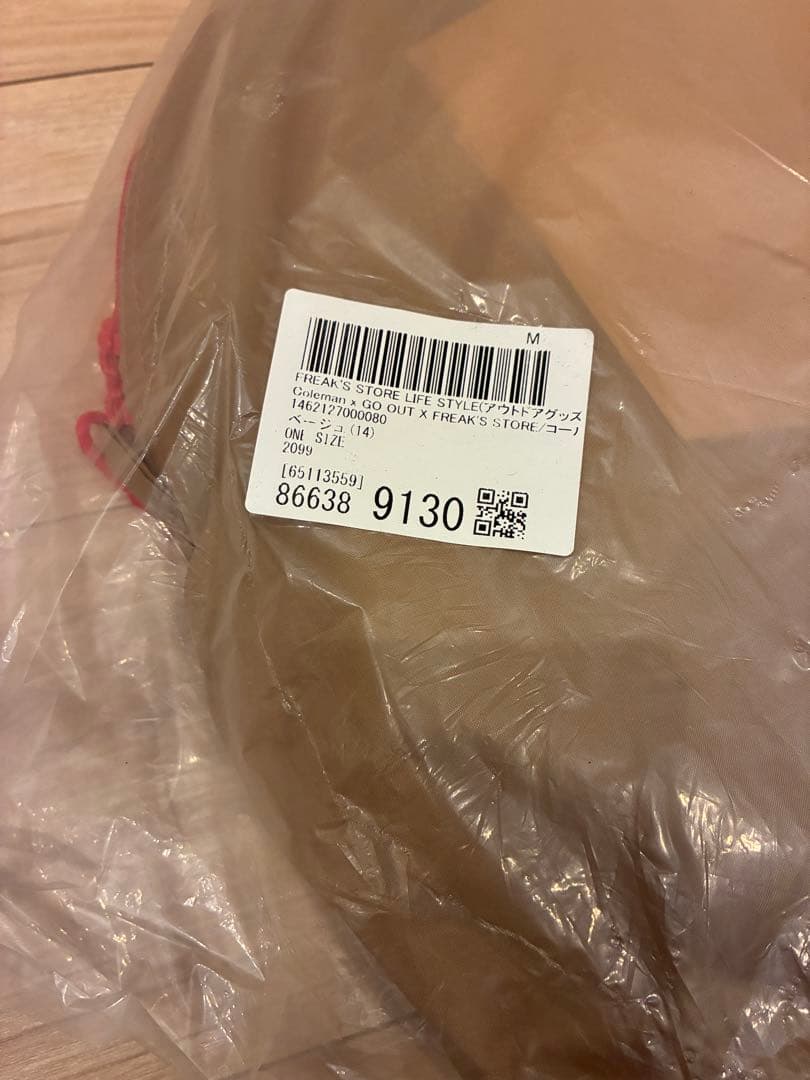 M
FREAK'S STORE LIFE STYLE(アウトドアグッズ
Coleman x GO OUT X FREAK'S STORE/コー
1462127000080
ベージュ(14)
ONE SIZE
2099
[65113559]
86638 9130